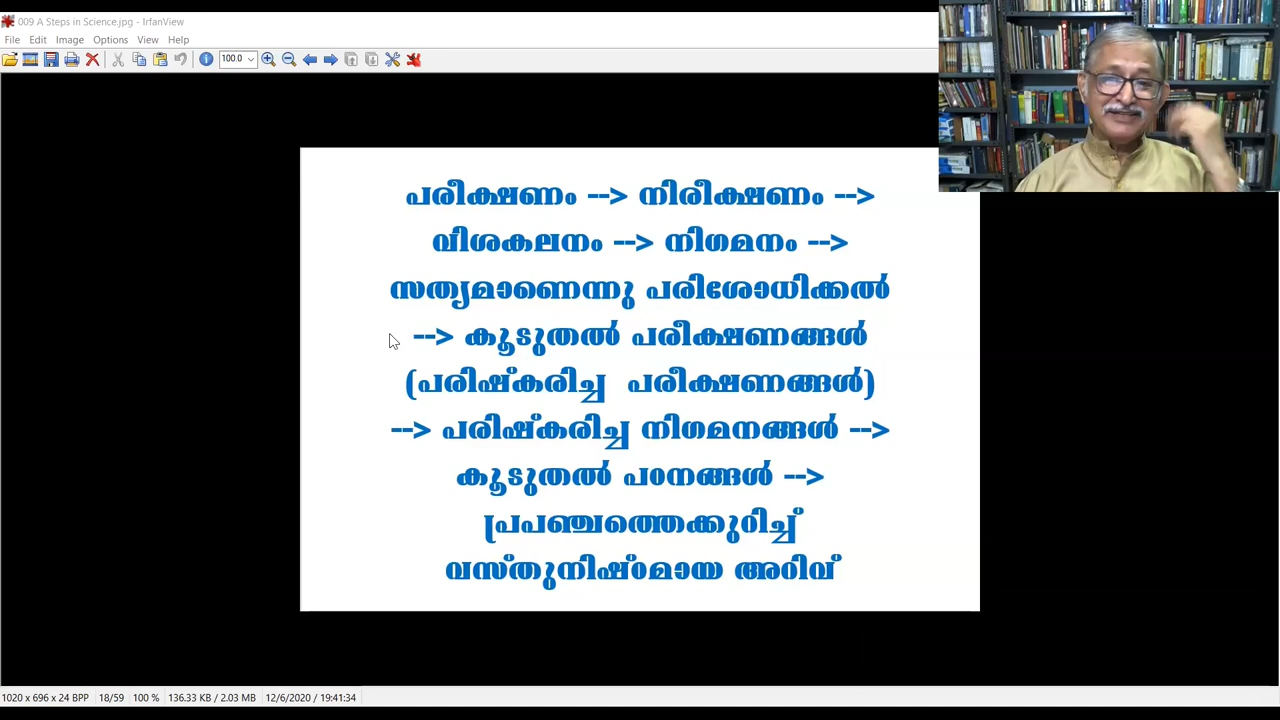 009 A Steps in Science.jpg - IrfanView
File Edit Image Options View Help
100.0
പരീക്ഷണം --> നിരീക്ഷണം -->
വിശകലനം --> നിഗമനം -->
സത്യമാണെന്നു പരിശോധിക്കൽ
--> കൂടുതൽ പരീക്ഷണങ്ങൾ
(പരിഷ്കരിച്ച പരീക്ഷണങ്ങൾ)
--> പരിഷ്കരിച്ച നിഗമനങ്ങൾ -->
കൂടുതൽ പഠനങ്ങൾ -->
പ്രപഞ്ചത്തെക്കുറിച്ച്
വസ്തുനിഷ്ഠമായ അറിവ്
1020 x 696 x 24 BPP 18/59 100 % 136.33 KB / 2.03 MB 12/6/2020 / 19:41:34